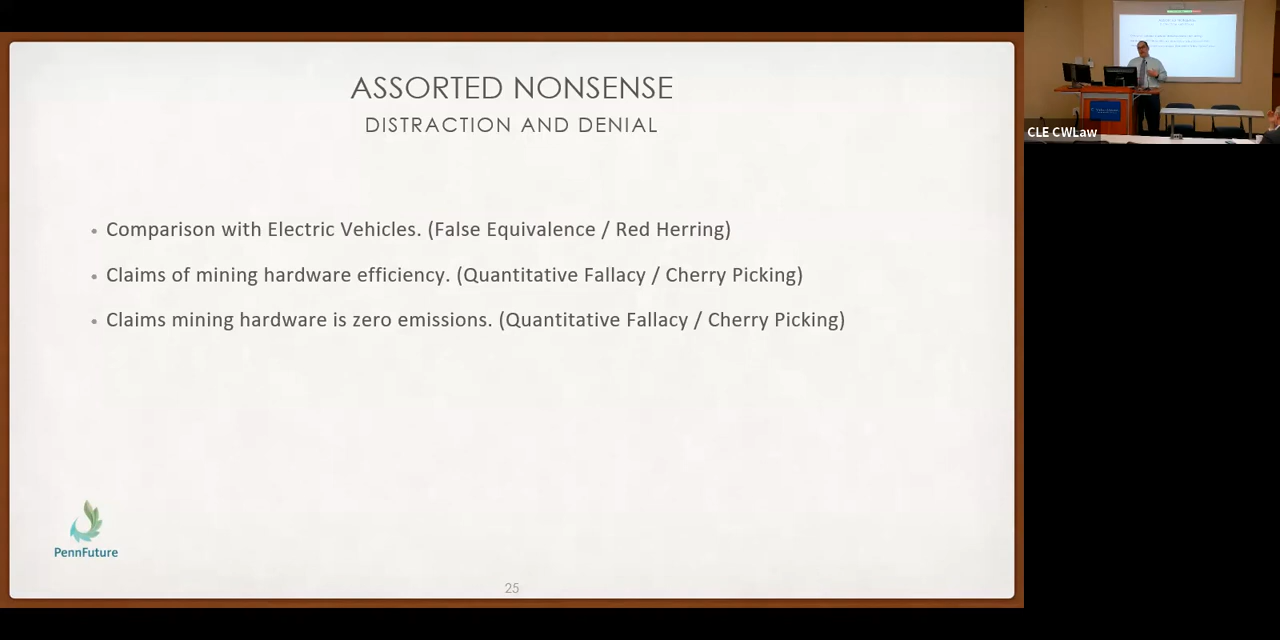 ASSORTED NONSENSE
DISTRACTION AND DENIAL
• Comparison with Electric Vehicles. (False Equivalence / Red Herring)
• Claims of mining hardware efficiency. (Quantitative Fallacy / Cherry Picking)
• Claims mining hardware is zero emissions. (Quantitative Fallacy / Cherry Picking)
PennFuture
25
CLE CWLaw